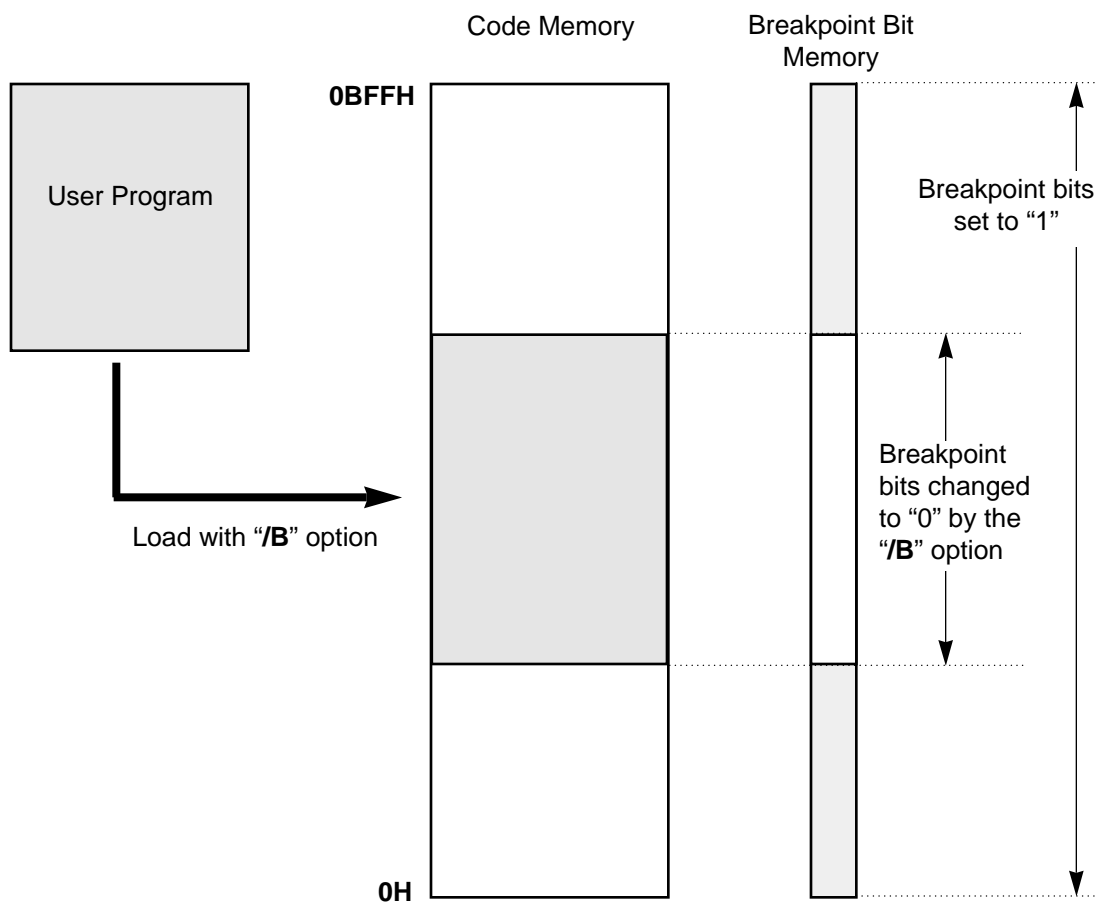 Code Memory
Breakpoint Bit
Memory
0BFFH
User Program
Breakpoint bits
set to “1”
Breakpoint
bits changed
to “0” by the
“/B” option
Load with “/B” option
0H